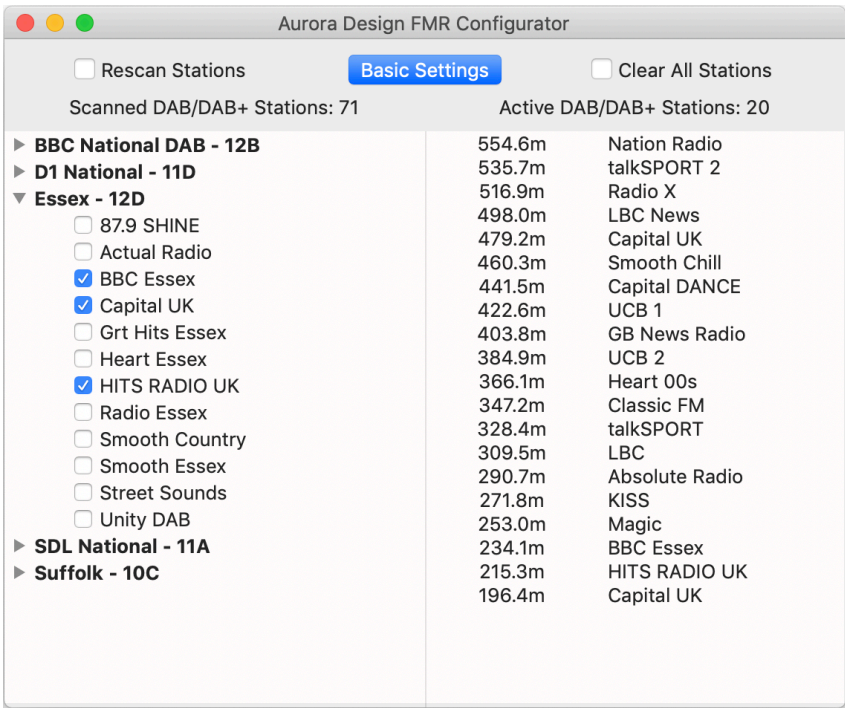 Aurora Design FMR Configurator
Rescan Stations
Basic Settings
Clear All Stations
Scanned DAB/DAB+ Stations: 71
Active DAB/DAB+ Stations: 20
BBC National DAB - 12B
D1 National - 11D
Essex - 12D
87.9 SHINE
Actual Radio
BBC Essex
Capital UK
Grt Hits Essex
Heart Essex
HITS RADIO UK
Radio Essex
Smooth Country
Smooth Essex
Street Sounds
Unity DAB
SDL National - 11A
Suffolk - 10C
554.6m Nation Radio
535.7m talkSPORT 2
516.9m Radio X
498.0m LBC News
479.2m Capital UK
460.3m Smooth Chill
441.5m Capital DANCE
422.6m UCB 1
403.8m GB News Radio
384.9m UCB 2
366.1m Heart 00s
347.2m Classic FM
328.4m talkSPORT
309.5m LBC
290.7m Absolute Radio
271.8m KISS
253.0m Magic
234.1m BBC Essex
215.3m HITS RADIO UK
196.4m Capital UK